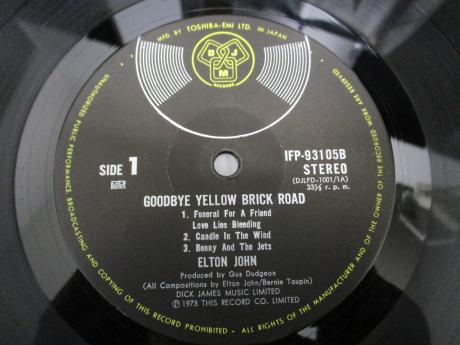 MFD. BY TOSHIBA-EMI LTD. IN JAPAN
DJM
RECORDS
SIDE 1
IFP-93105B
STEREO
(DJLPD-1001/1A)
33⅓ r. p. m.
GOODBYE YELLOW BRICK ROAD
1. Funeral For A Friend
Love Lies Bleeding
2. Candle In The Wind
3. Benny And The Jets
ELTON JOHN
Produced by Gus Dudgeon
(All Compositions by Elton John/Bernie Taupin)
DICK JAMES MUSIC LIMITED
Ⓟ 1973 THIS RECORD CO. LIMITED
UNAUTHORIZED PUBLIC PERFORMANCE BROADCASTING AND COPYING OF THIS RECORD PROHIBITED • ALL RIGHTS OF THE MANUFACTURER AND OF THE OWNER OF THE RECORDED WORK ARE RESERVED